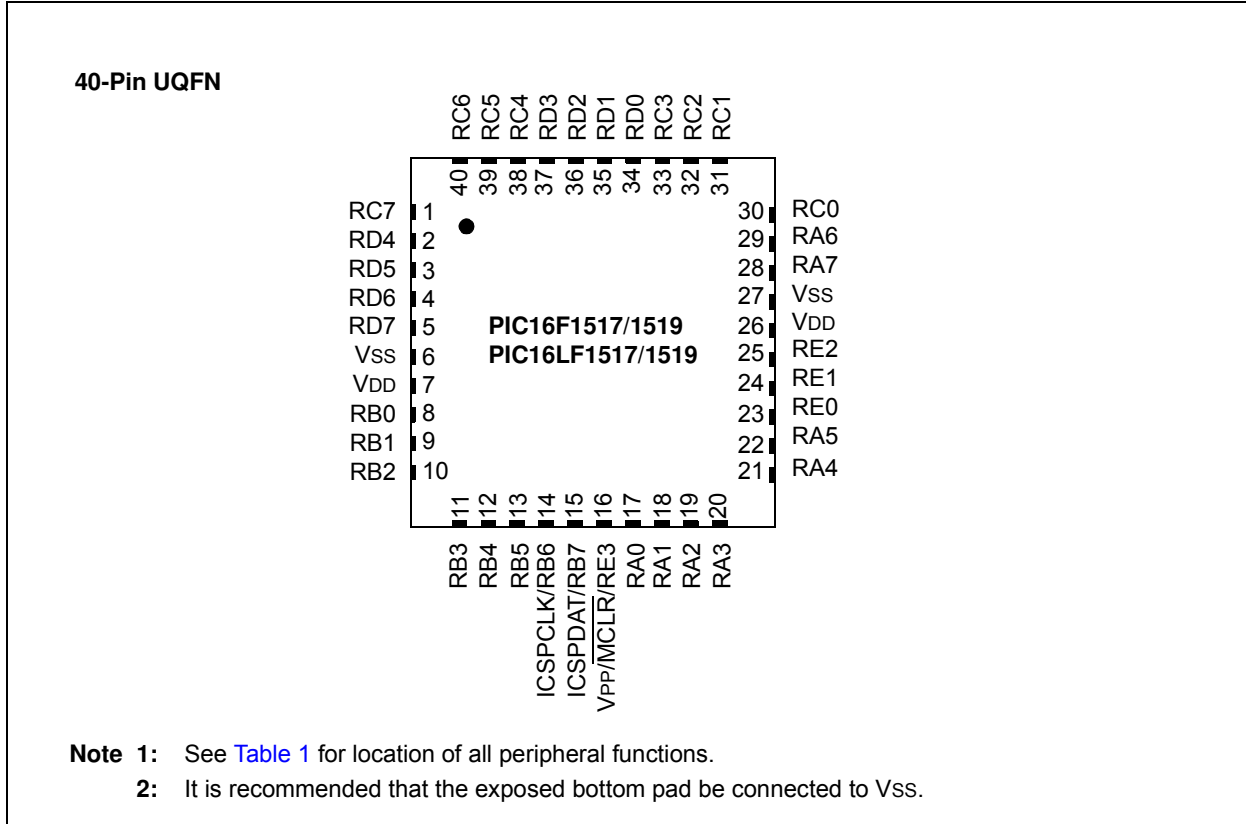 40-Pin UQFN
RC6
RC5
RC4
RD3
RD2
RD1
RD0
RC3
RC2
RC1
40
39
38
37
36
35
34
33
32
31
RC7 1
RD4 2
RD5 3
RD6 4
RD7 5
VSS 6
VDD 7
RB0 8
RB1 9
RB2 10
PIC16F1517/1519
PIC16LF1517/1519
30 RC0
29 RA6
28 RA7
27 VSS
26 VDD
25 RE2
24 RE1
23 RE0
22 RA5
21 RA4
11
12
13
14
15
16
17
18
19
20
RB3
RB4
RB5
ICSPCLK/RB6
ICSPDAT/RB7
VPP/MCLR/RE3
RA0
RA1
RA2
RA3
Note 1: See Table 1 for location of all peripheral functions.
2: It is recommended that the exposed bottom pad be connected to VSS.